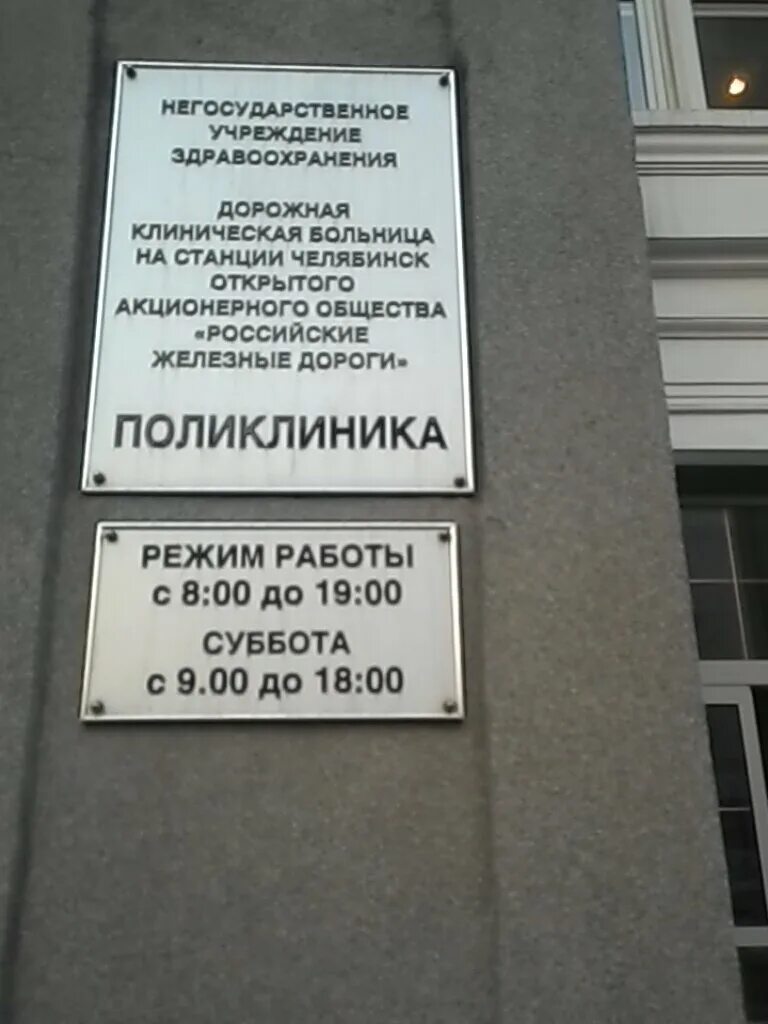 НЕГОСУДАРСТВЕННОЕ
УЧРЕЖДЕНИЕ
ЗДРАВООХРАНЕНИЯ
ДОРОЖНАЯ
КЛИНИЧЕСКАЯ БОЛЬНИЦА
НА СТАНЦИИ ЧЕЛЯБИНСК
ОТКРЫТОГО
АКЦИОНЕРНОГО ОБЩЕСТВА
«РОССИЙСКИЕ
ЖЕЛЕЗНЫЕ ДОРОГИ»
ПОЛИКЛИНИКА
РЕЖИМ РАБОТЫ
с 8:00 до 19:00
СУББОТА
с 9.00 до 18:00